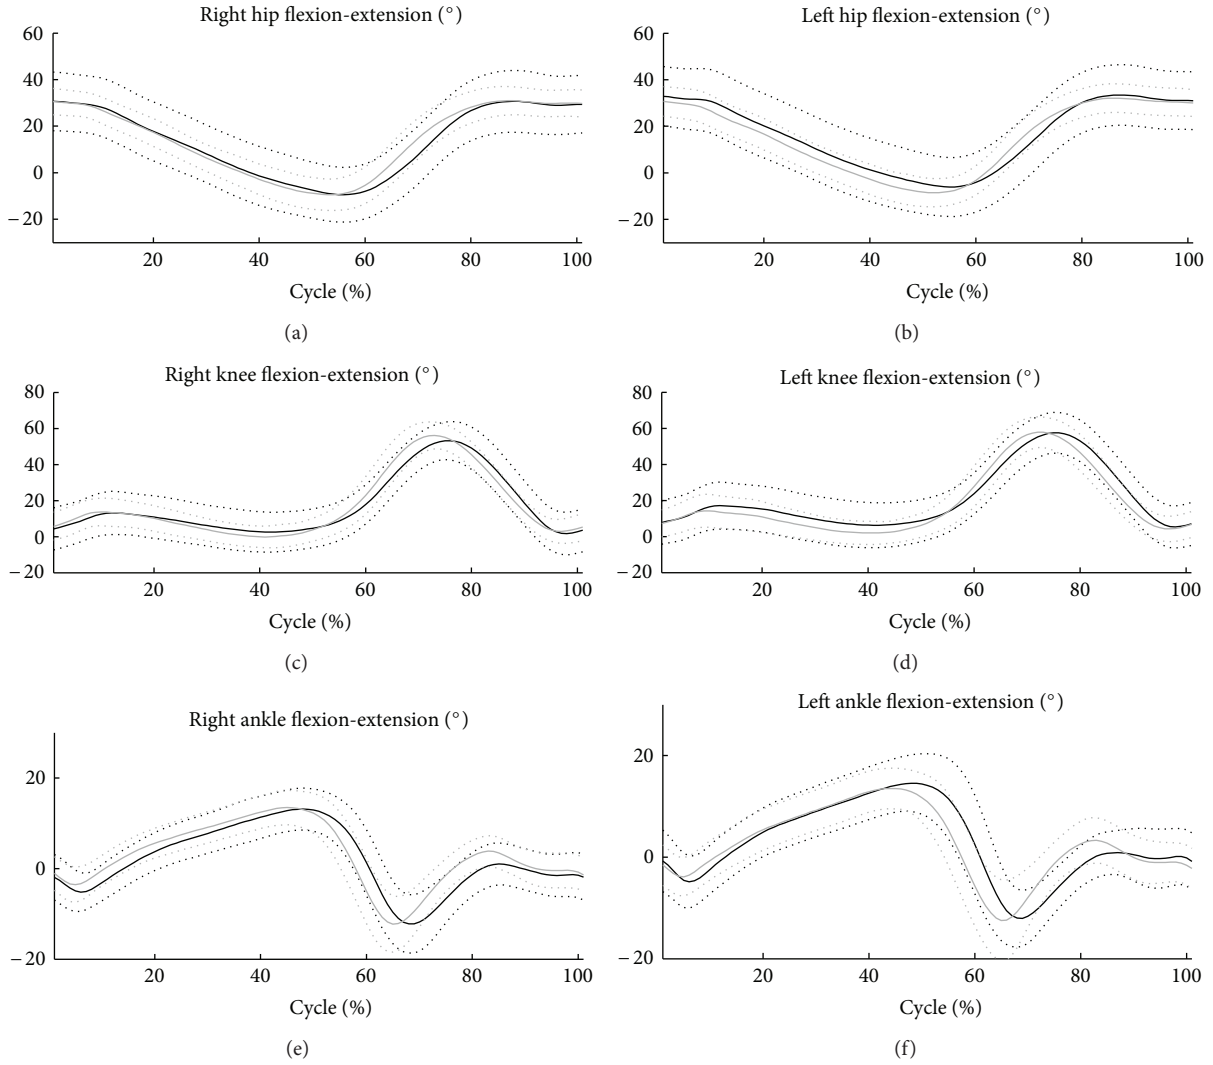 Right hip flexion-extension (°)
60
40
20
0
−20
20 40 60 80 100
Cycle (%)
(a)
Left hip flexion-extension (°)
60
40
20
0
−20
20 40 60 80 100
Cycle (%)
(b)
Right knee flexion-extension (°)
80
60
40
20
0
−20
20 40 60 80 100
Cycle (%)
(c)
Left knee flexion-extension (°)
80
60
40
20
0
−20
20 40 60 80 100
Cycle (%)
(d)
Right ankle flexion-extension (°)
20
0
−20
20 40 60 80 100
Cycle (%)
(e)
Left ankle flexion-extension (°)
20
0
−20
20 40 60 80 100
Cycle (%)
(f)